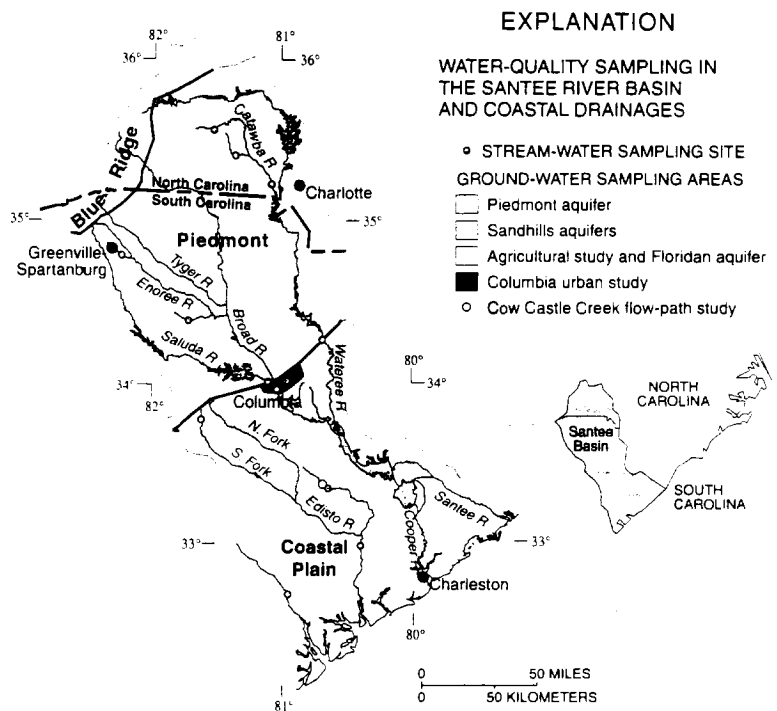 EXPLANATION
WATER-QUALITY SAMPLING IN
THE SANTEE RIVER BASIN
AND COASTAL DRAINAGES
STREAM-WATER SAMPLING SITE
GROUND-WATER SAMPLING AREAS
Piedmont aquifer
Sandhills aquifers
Agricultural study and Floridan aquifer
Columbia urban study
Cow Castle Creek flow-path study
82°
81°
36°
36°
Catawba R
Blue Ridge
North Carolina
South Carolina
Charlotte
35°
35°
Piedmont
Greenville-
Spartanburg
Tyger R
Enoree R
Broad R
Saluda R
Wateree R
34°
82°
80°
34°
Columbia
N. Fork
S. Fork
Edisto R
Santee R
Cooper R
33°
33°
Coastal
Plain
Charleston
80°
81°
NORTH
CAROLINA
Santee
Basin
SOUTH
CAROLINA
0 50 MILES
0 50 KILOMETERS